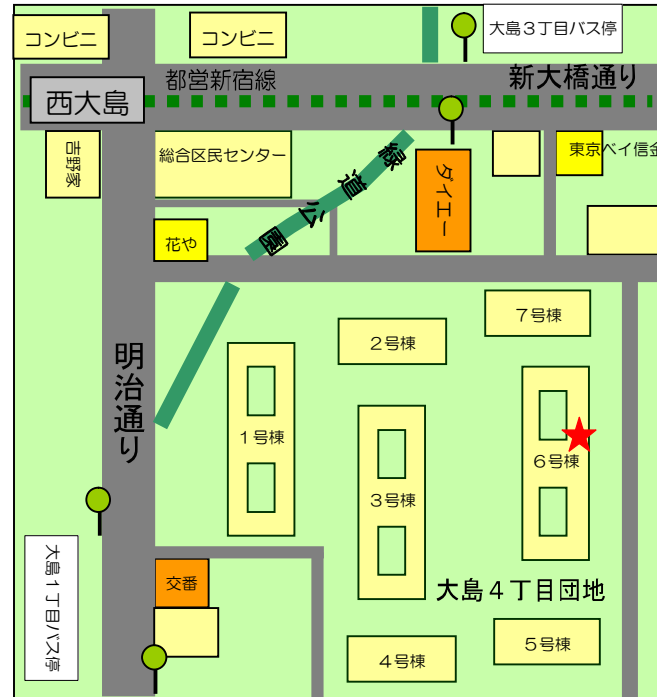 コンビニ
コンビニ
大島３丁目バス停
西大島
都営新宿線
新大橋通り
吉野家
総合区民センター
緑道公園
ダイエー
東京ベイ信金
花や
明治通り
７号棟
２号棟
１号棟
３号棟
６号棟
大島１丁目バス停
交番
大島４丁目団地
４号棟
５号棟